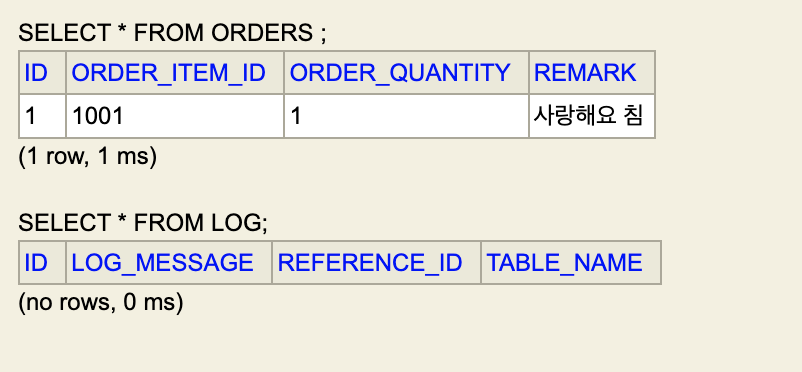 SELECT * FROM ORDERS ;
ID ORDER_ITEM_ID ORDER_QUANTITY REMARK
1 1001 1 사랑해요 침
(1 row, 1 ms)
SELECT * FROM LOG;
ID LOG_MESSAGE REFERENCE_ID TABLE_NAME
(no rows, 0 ms)